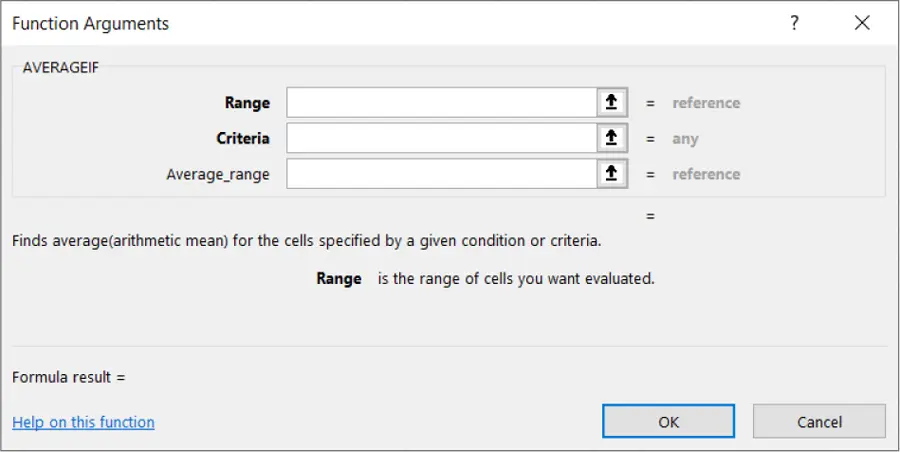 Function Arguments ? ×
AVERAGEIF
Range = reference
Criteria = any
Average_range = reference
=
Finds average(arithmetic mean) for the cells specified by a given condition or criteria.
Range is the range of cells you want evaluated.
Formula result =
Help on this function OK Cancel